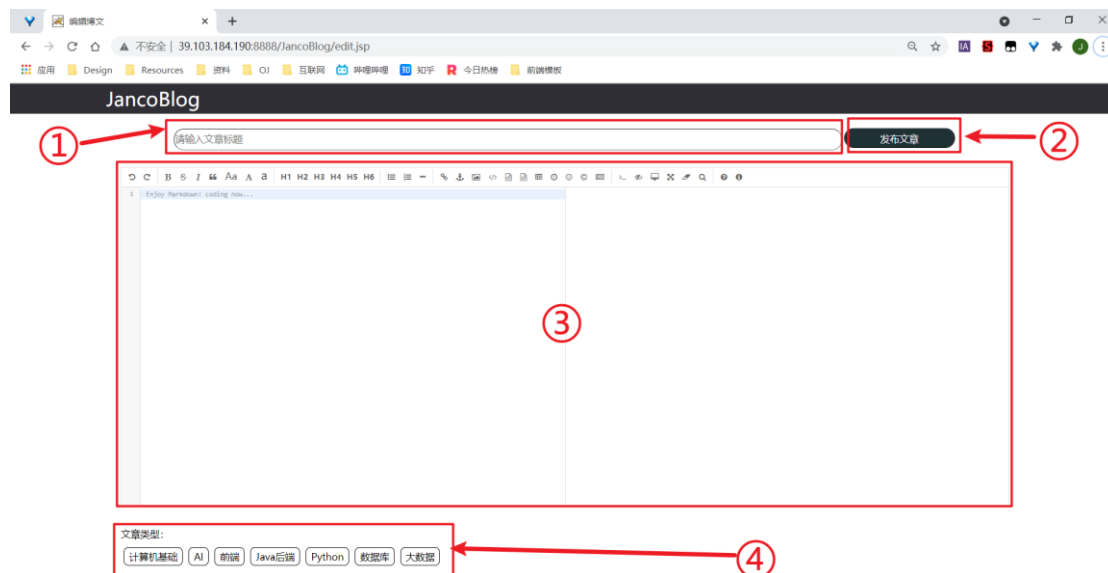 编辑博文
不安全 | 39.103.184.190:8888/JancoBlog/edit.jsp
应用 Design Resources 资料 OJ 互联网 哔哩哔哩 知乎 今日热榜 前端模板
JancoBlog
① 请输入文章标题 发布文章 ②
B S I Aa A a H1 H2 H3 H4 H5 H6
1 Enjoy Markdown! coding now...
③
文章类型:
计算机基础 AI 前端 Java后端 Python 数据库 大数据
④